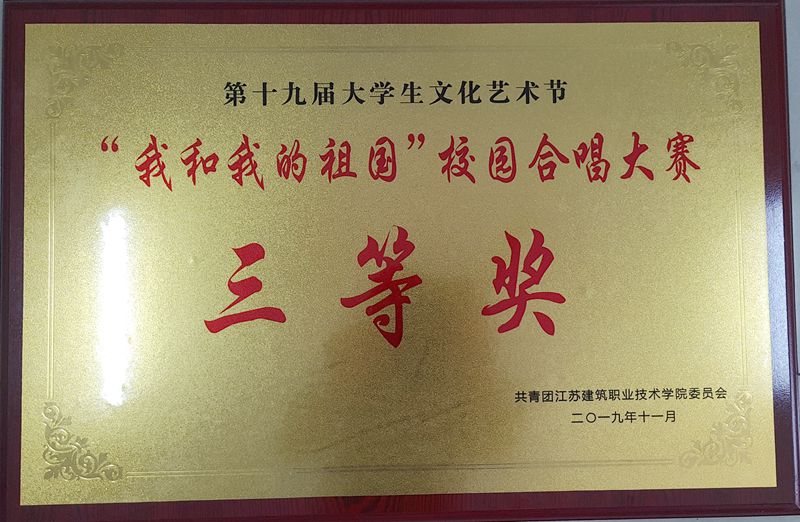 第十九届大学生文化艺术节
“我和我的祖国”校园合唱大赛
三等奖
共青团江苏建筑职业技术学院委员会
二〇一九年十一月